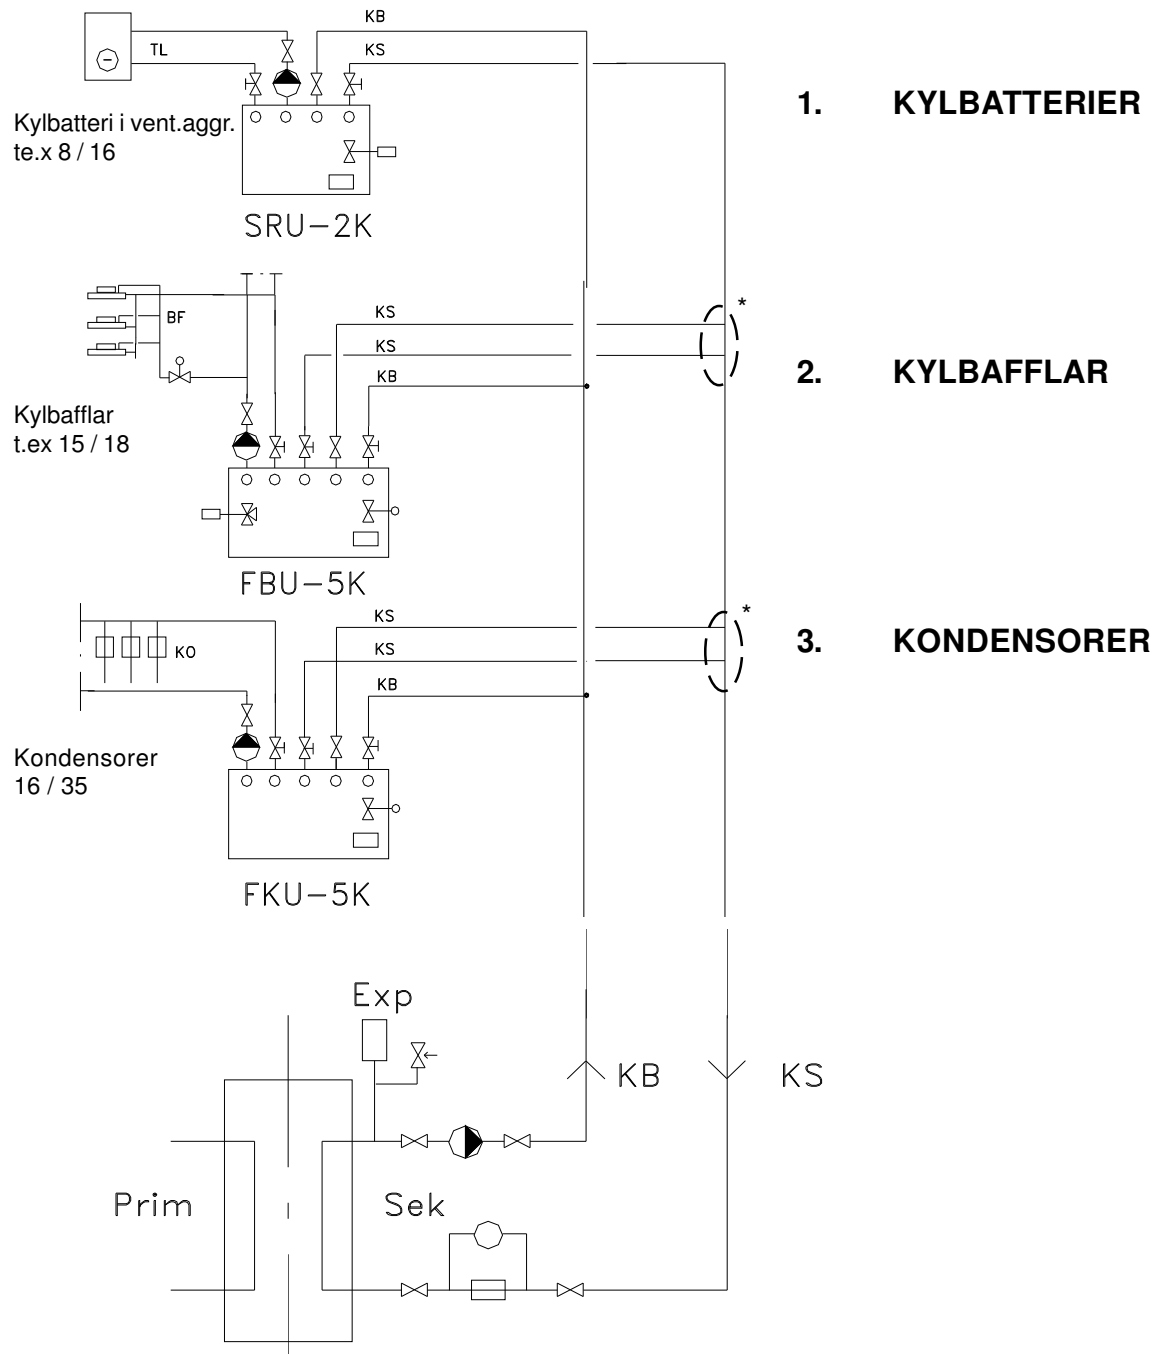 KB
TL
KS
1. KYLBATTERIER
Kylbatteri i vent.aggr.
te.x 8 / 16
SRU-2K
*
KS
BF
KS
2. KYLBAFFLAR
KB
Kylbafflar
t.ex 15 / 18
FBU-5K
*
KS
3. KONDENSORER
KO
KS
KB
Kondensorer
16 / 35
FKU-5K
Exp
KB
KS
Prim
Sek